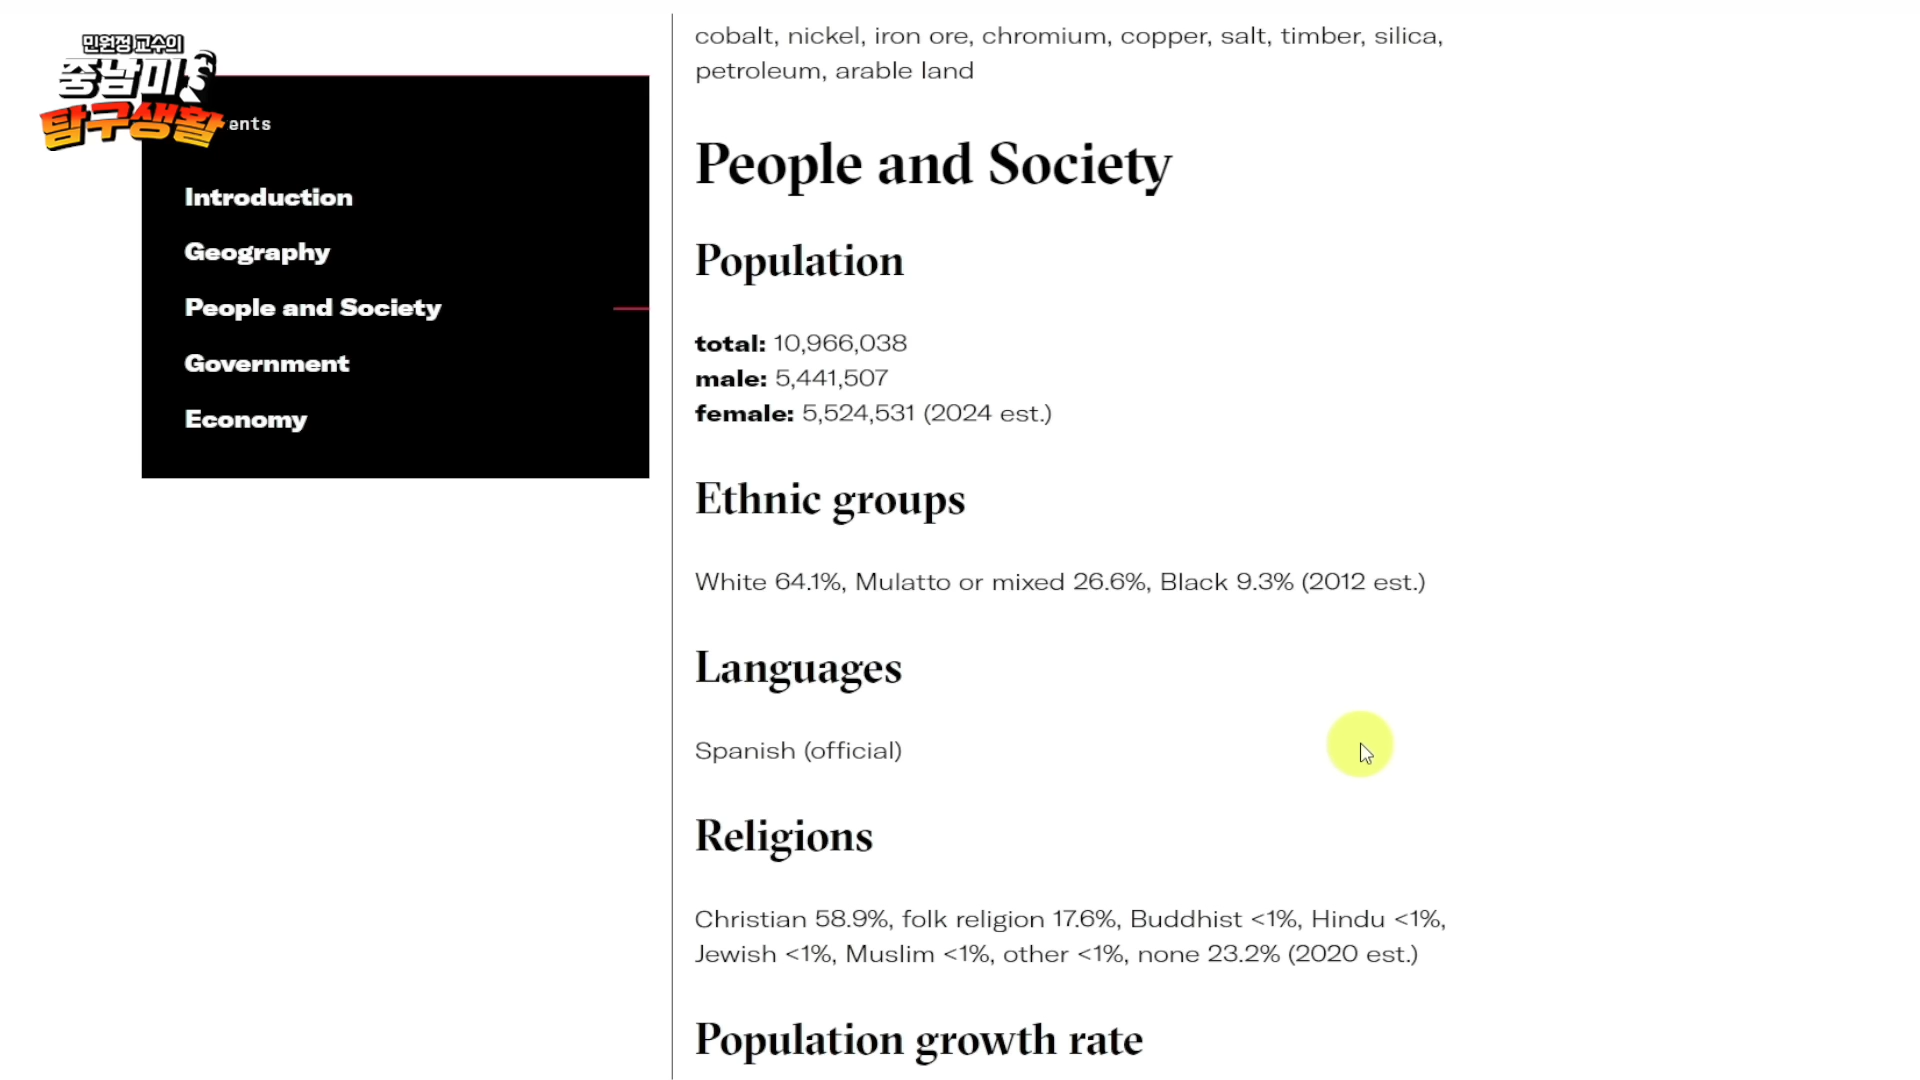 민원정 교수의
중남미
탐구생활
ents
Introduction
Geography
People and Society
Government
Economy
cobalt, nickel, iron ore, chromium, copper, salt, timber, silica,
petroleum, arable land
People and Society
Population
total: 10,966,038
male: 5,441,507
female: 5,524,531 (2024 est.)
Ethnic groups
White 64.1%, Mulatto or mixed 26.6%, Black 9.3% (2012 est.)
Languages
Spanish (official)
Religions
Christian 58.9%, folk religion 17.6%, Buddhist <1%, Hindu <1%,
Jewish <1%, Muslim <1%, other <1%, none 23.2% (2020 est.)
Population growth rate